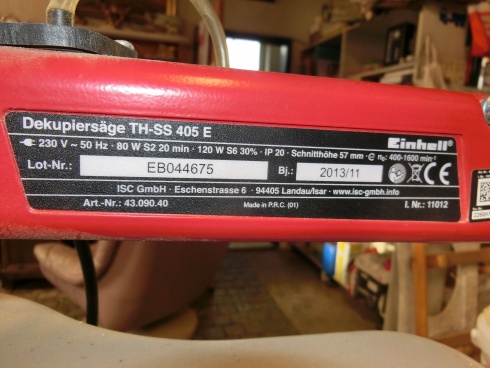 Dekupiersäge TH-SS 405 E
Einhell®
230 V ~ 50 Hz · 80 W S2 20 min · 120 W S6 30% · IP 20 · Schnitthöhe 57 mm · n₀: 400-1600 min⁻¹
Lot-Nr.: EB044675 Bj.: 2013/11
ISC GmbH · Eschenstrasse 6 · 94405 Landau/Isar · www.isc-gmbh.info
Art.-Nr.: 43.090.40 Made in P.R.C. (01) I. Nr.: 11012